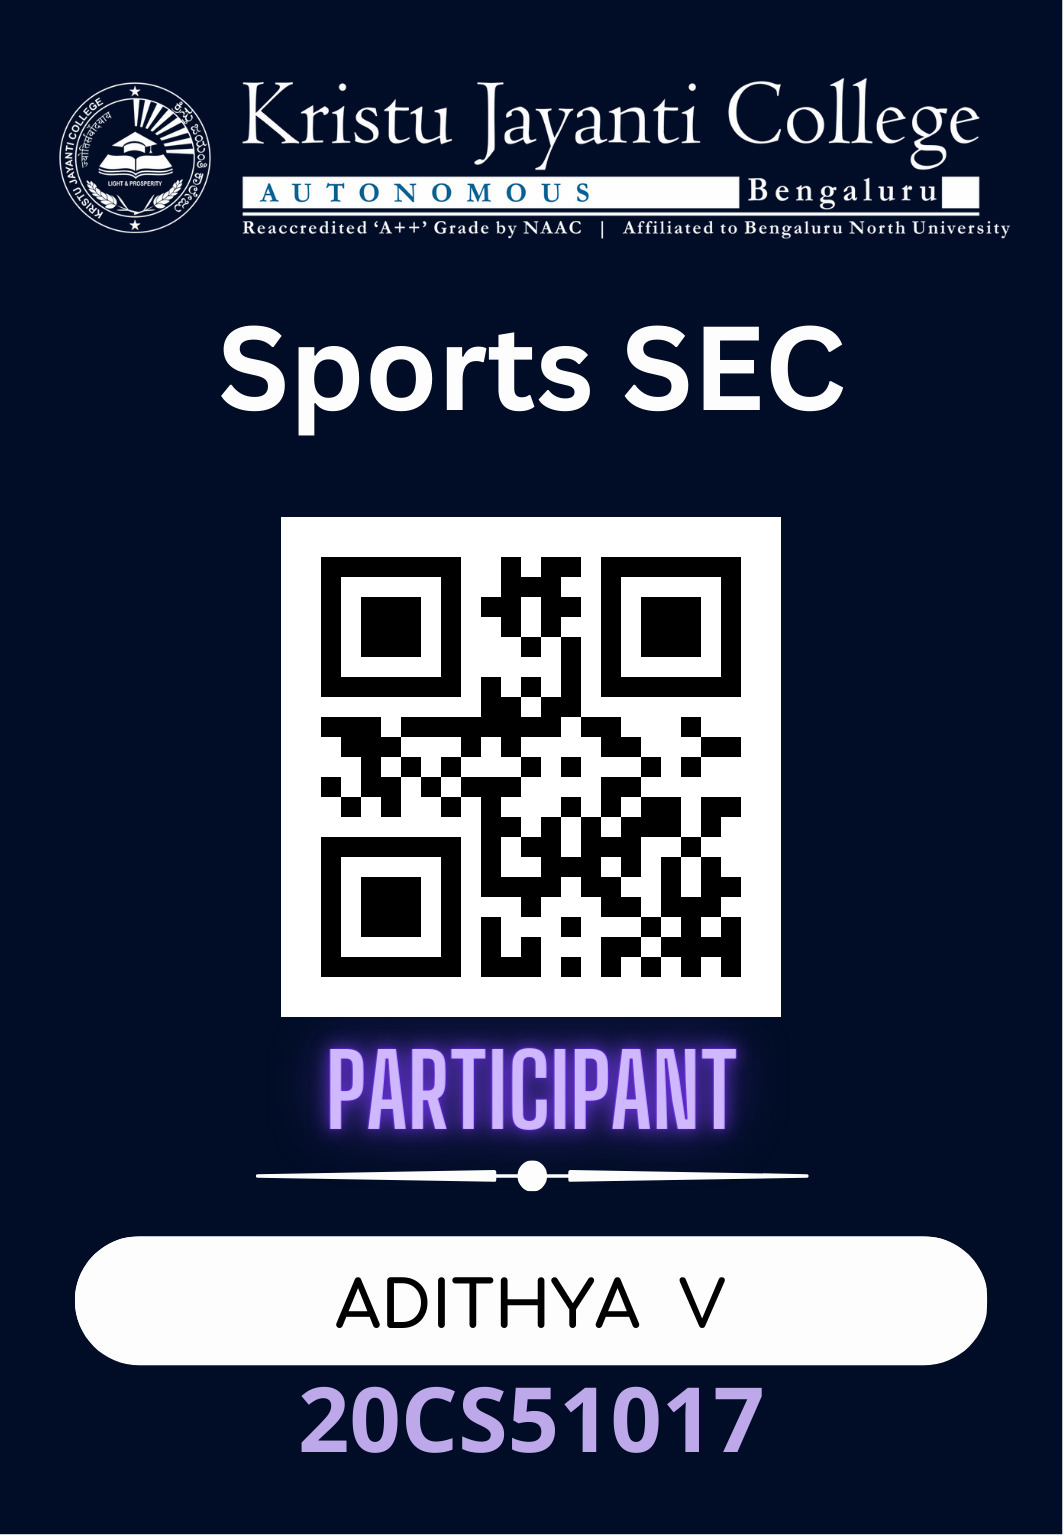 Kristu Jayanti College
AUTONOMOUS Bengaluru
Reaccredited ‘A++’ Grade by NAAC | Affiliated to Bengaluru North University
KRISTU JAYANTI COLLEGE
LIGHT & PROSPERITY
Sports SEC
PARTICIPANT
ADITHYA V
20CS51017